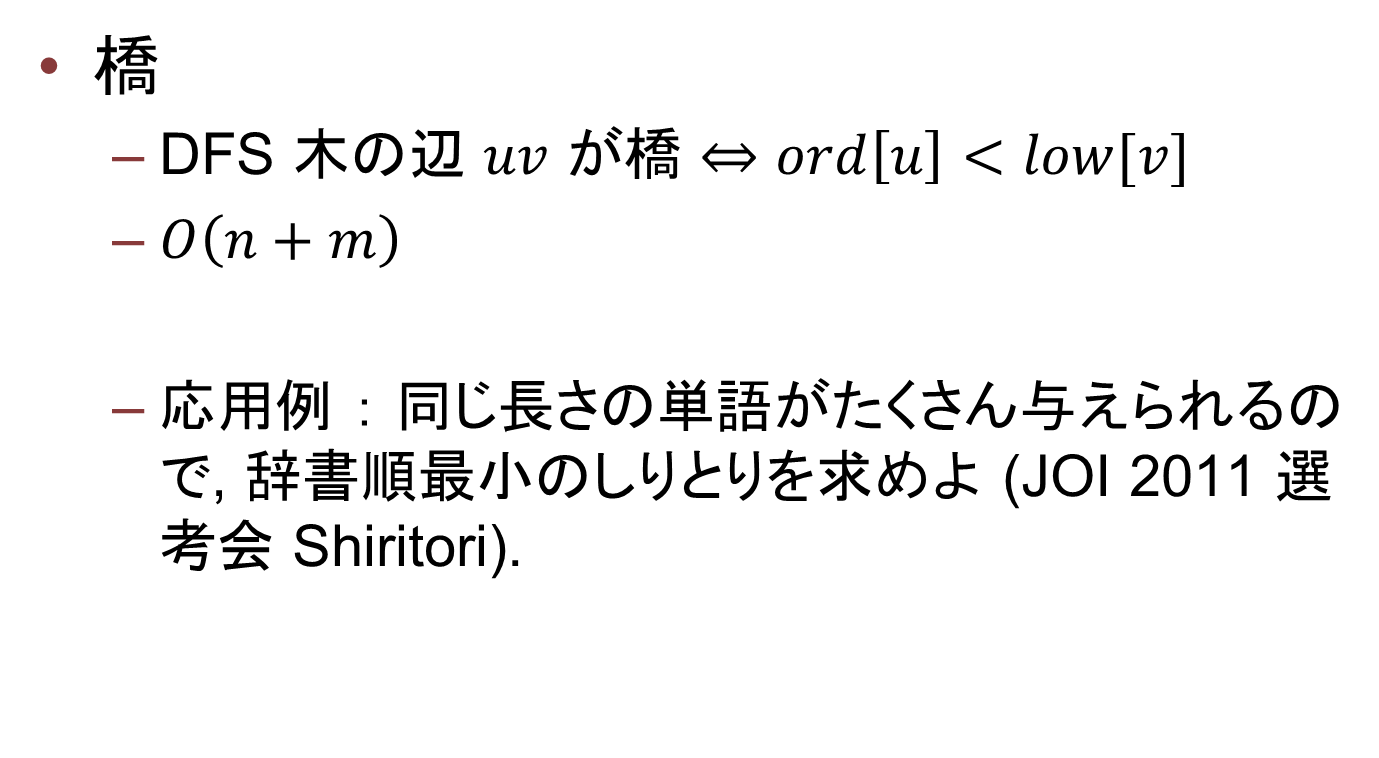 • 橋
– DFS 木の辺 𝑢𝑣 が橋 ⇔ 𝑜𝑟𝑑[𝑢] < 𝑙𝑜𝑤[𝑣]
– 𝑂(𝑛 + 𝑚)
– 応用例 : 同じ長さの単語がたくさん与えられるの
で, 辞書順最小のしりとりを求めよ (JOI 2011 選
考会 Shiritori).